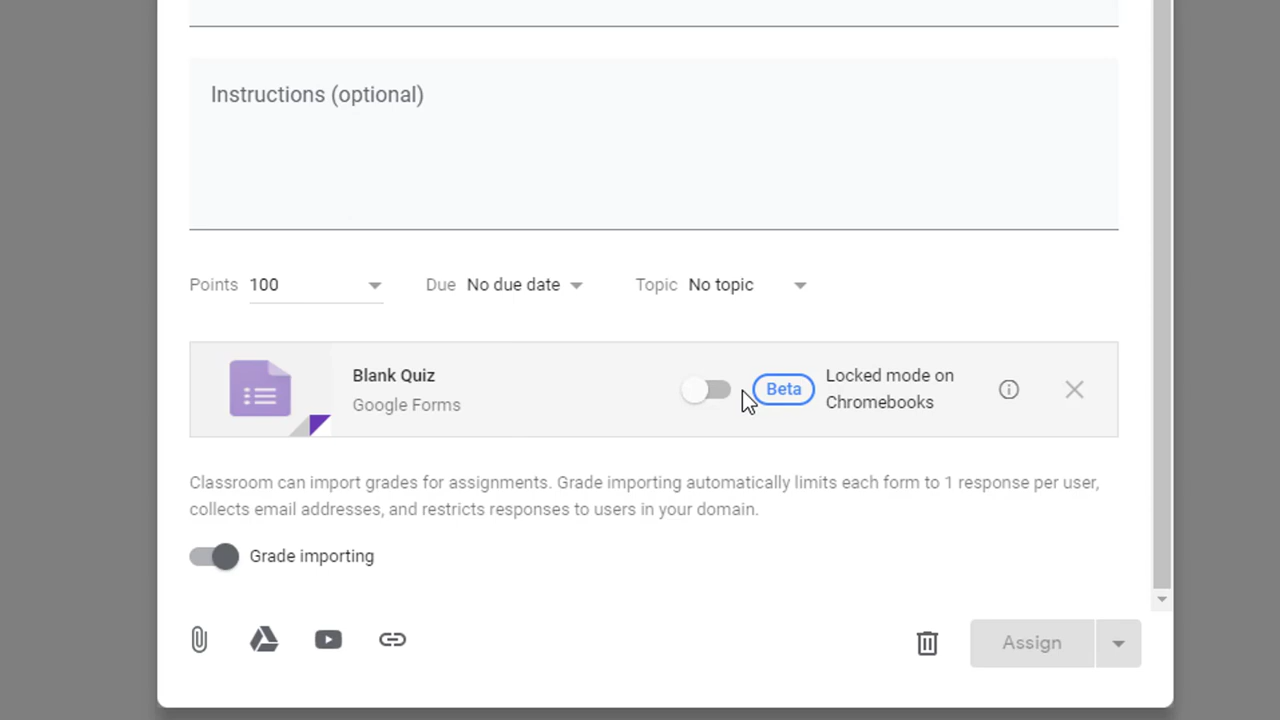 Instructions (optional)
Points 100 Due No due date Topic No topic
Blank Quiz
Google Forms
Beta
Locked mode on
Chromebooks
Classroom can import grades for assignments. Grade importing automatically limits each form to 1 response per user,
collects email addresses, and restricts responses to users in your domain.
Grade importing
Assign